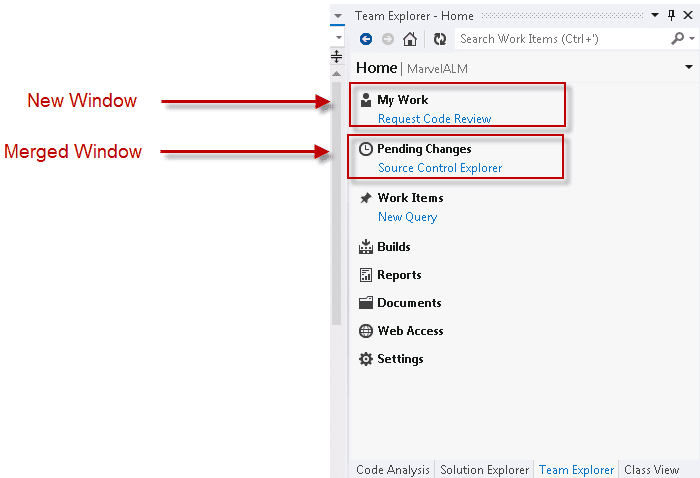 Team Explorer - Home
Search Work Items (Ctrl+')
Home | MarvelALM
New Window
My Work
Request Code Review
Merged Window
Pending Changes
Source Control Explorer
Work Items
New Query
Builds
Reports
Documents
Web Access
Settings
Code Analysis Solution Explorer Team Explorer Class View